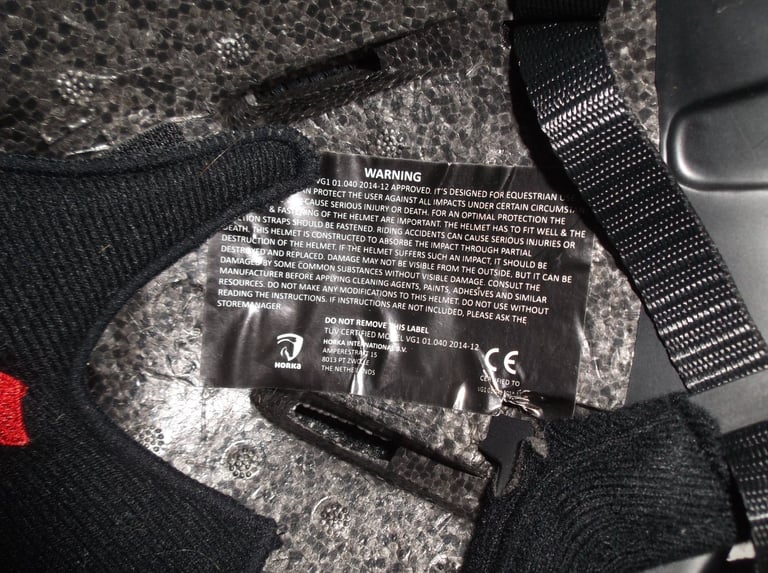 WARNING
VG1 01.040 2014-12 APPROVED. IT'S DESIGNED FOR EQUESTRIAN
PROTECT THE USER AGAINST ALL IMPACTS UNDER CERTAIN
CAUSE SERIOUS INJURY OR DEATH. FOR AN OPTIMAL PROTECTION THE
& FASTENING OF THE HELMET ARE IMPORTANT. THE HELMET HAS TO FIT WELL & THE
STRAPS SHOULD BE FASTENED. RIDING ACCIDENTS CAN CAUSE SERIOUS INJURIES OR
DEATH. THIS HELMET IS CONSTRUCTED TO ABSORBE THE IMPACT THROUGH PARTIAL
DESTRUCTION OF THE HELMET. IF THE HELMET SUFFERS SUCH AN IMPACT, IT SHOULD BE
DESTROYED AND REPLACED. DAMAGE MAY NOT BE VISIBLE FROM THE OUTSIDE, BUT IT CAN BE
DAMAGED BY SOME COMMON SUBSTANCES WITHOUT VISIBLE DAMAGE. CONSULT THE
MANUFACTURER BEFORE APPLYING CLEANING AGENTS, PAINTS, ADHESIVES AND SIMILAR
RESOURCES. DO NOT MAKE ANY MODIFICATIONS TO THIS HELMET. DO NOT USE WITHOUT
READING THE INSTRUCTIONS. IF INSTRUCTIONS ARE NOT INCLUDED, PLEASE ASK THE
STOREMANAGER
DO NOT REMOVE THIS LABEL
TUV CERTIFIED MODEL VG1 01.040 2014-12
HORKA INTERNATIONAL B.V.
AMPERESTRAAT 15
8013 PT ZWOLLE
THE NETHERLANDS
HORKA
CE
CERTIFIED TO